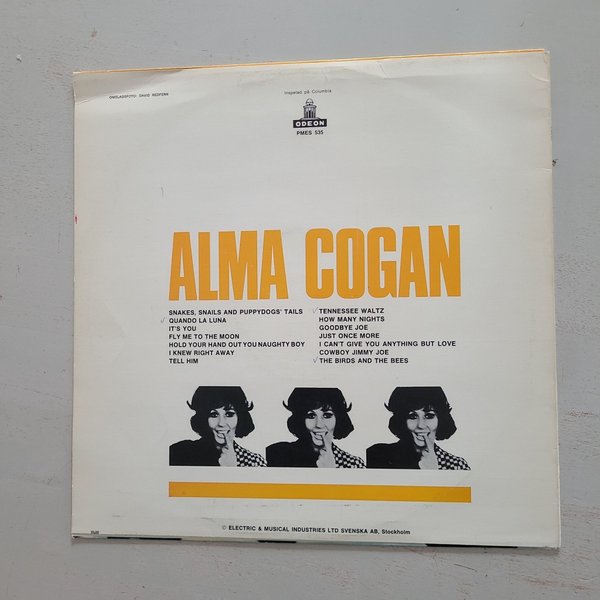 OMSLAGSFOTO: DAVID REDFERN
Inspelad på Columbia
ODEON
PMES 535
ALMA COGAN
SNAKES, SNAILS AND PUPPYDOGS' TAILS
QUANDO LA LUNA
IT'S YOU
FLY ME TO THE MOON
HOLD YOUR HAND OUT YOU NAUGHTY BOY
I KNEW RIGHT AWAY
TELL HIM
TENNESSEE WALTZ
HOW MANY NIGHTS
GOODBYE JOE
JUST ONCE MORE
I CAN'T GIVE YOU ANYTHING BUT LOVE
COWBOY JIMMY JOE
THE BIRDS AND THE BEES
© ELECTRIC & MUSICAL INDUSTRIES LTD SVENSKA AB, Stockholm